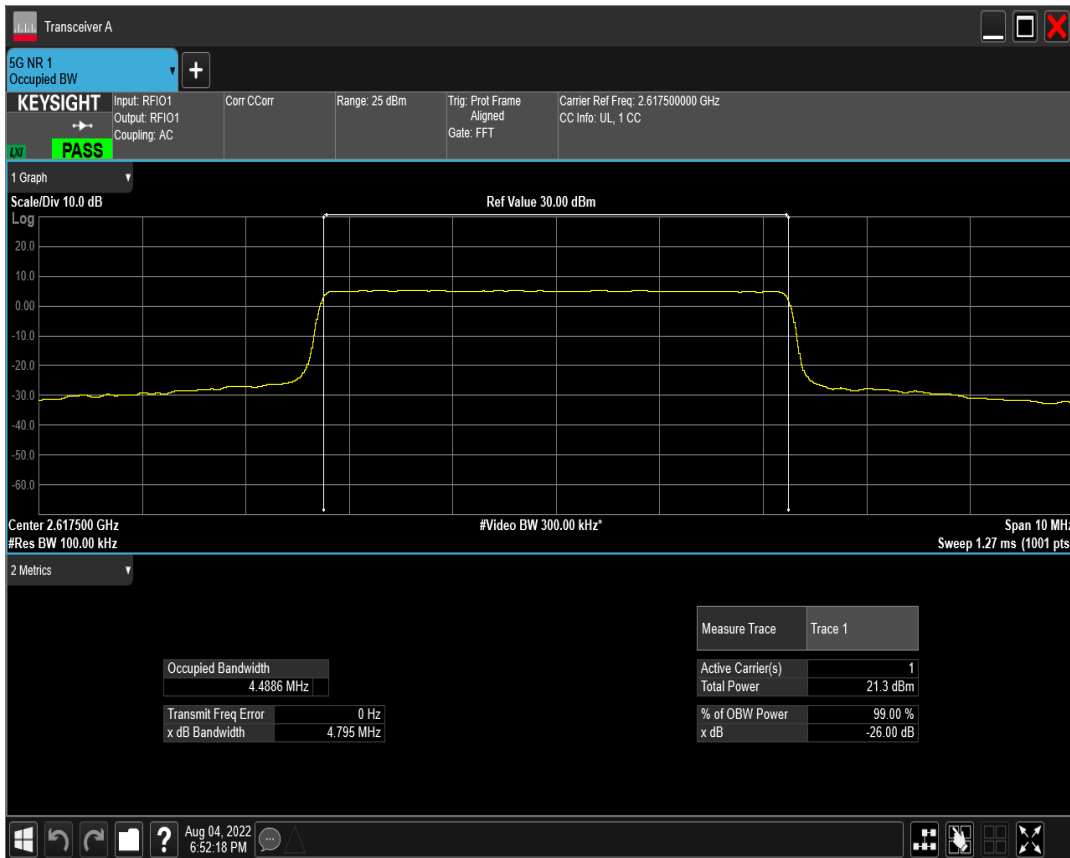 Transceiver A
5G NR 1
Occupied BW
KEYSIGHT
LXI
PASS
Input: RFIO1
Output: RFIO1
Coupling: AC
Corr CCorr
Range: 25 dBm
Trig: Prot Frame
Aligned
Gate: FFT
Carrier Ref Freq: 2.617500000 GHz
CC Info: UL, 1 CC
1 Graph
Scale/Div 10.0 dB
Ref Value 30.00 dBm
Log
20.0
10.0
0.00
-10.0
-20.0
-30.0
-40.0
-50.0
-60.0
Center 2.617500 GHz
#Video BW 300.00 kHz*
Span 10 MHz
#Res BW 100.00 kHz
Sweep 1.27 ms (1001 pts
2 Metrics
Measure Trace Trace 1
Occupied Bandwidth
4.4886 MHz
Active Carrier(s) 1
Total Power 21.3 dBm
Transmit Freq Error 0 Hz
x dB Bandwidth 4.795 MHz
% of OBW Power 99.00 %
x dB -26.00 dB
?
Aug 04, 2022
6:52:18 PM